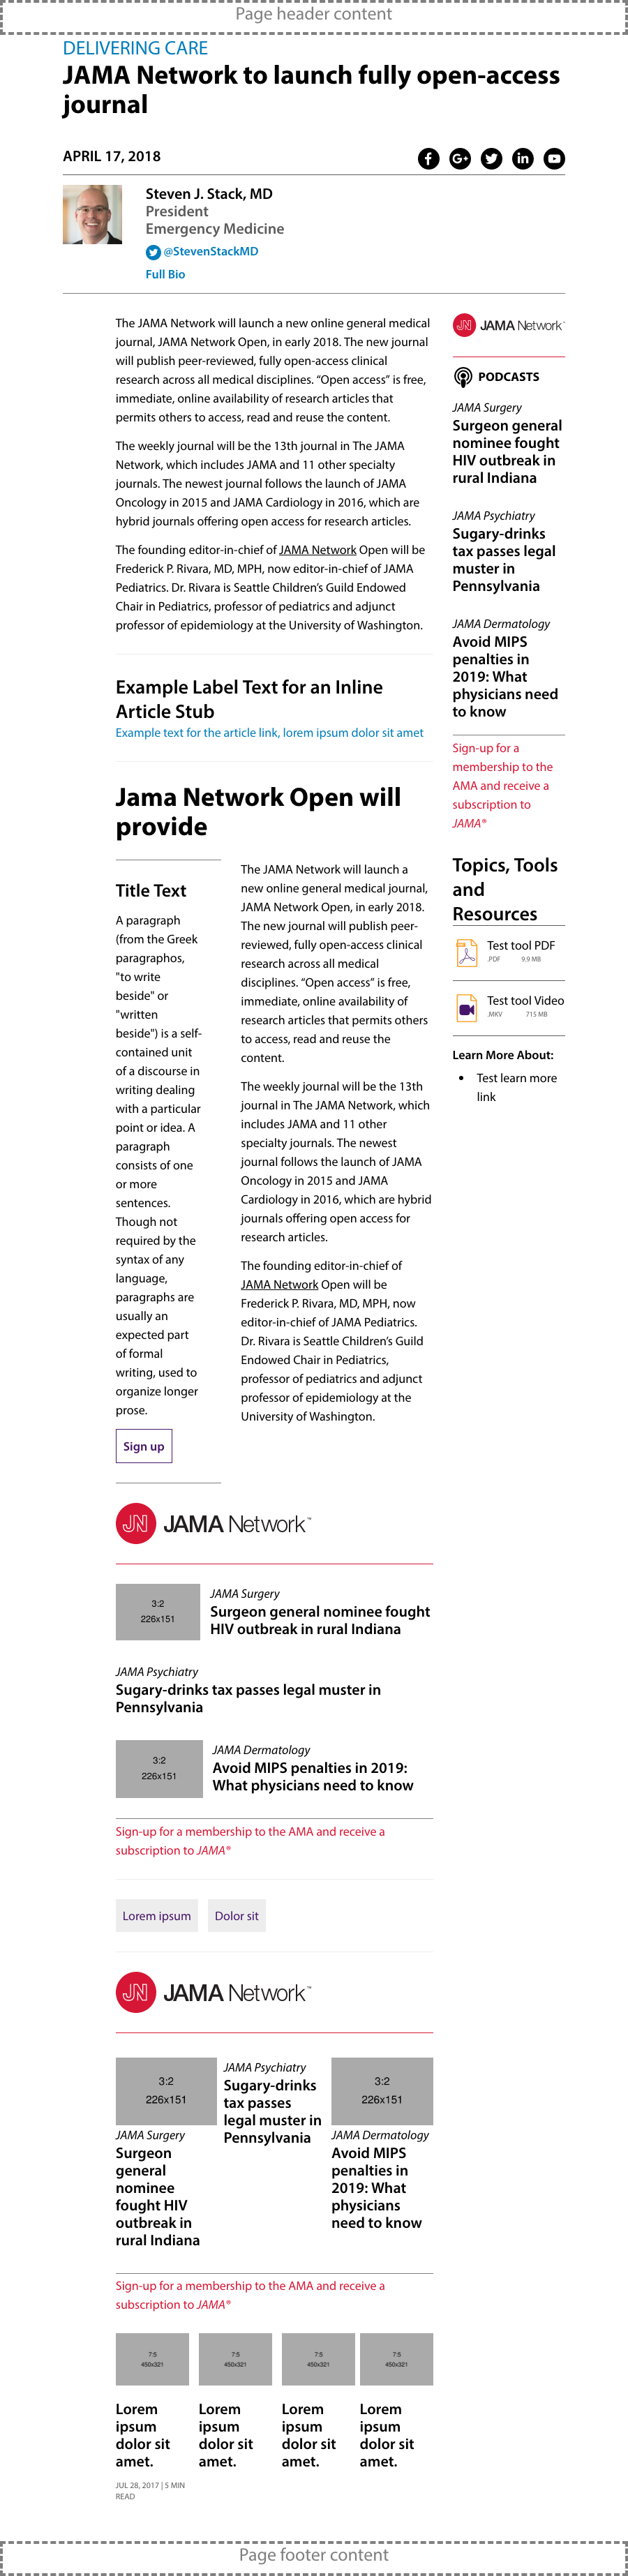 Page header content
DELIVERING CARE
JAMA Network to launch fully open-access
journal
APRIL 17, 2018
Steven J. Stack, MD
President
Emergency Medicine
@StevenStackMD
Full Bio
The JAMA Network will launch a new online general medical
journal, JAMA Network Open, in early 2018. The new journal
will publish peer-reviewed, fully open-access clinical
research across all medical disciplines. “Open access” is free,
immediate, online availability of research articles that
permits others to access, read and reuse the content.
The weekly journal will be the 13th journal in The JAMA
Network, which includes JAMA and 11 other specialty
journals. The newest journal follows the launch of JAMA
Oncology in 2015 and JAMA Cardiology in 2016, which are
hybrid journals offering open access for research articles.
The founding editor-in-chief of JAMA Network Open will be
Frederick P. Rivara, MD, MPH, now editor-in-chief of JAMA
Pediatrics. Dr. Rivara is Seattle Children’s Guild Endowed
Chair in Pediatrics, professor of pediatrics and adjunct
professor of epidemiology at the University of Washington.
Example Label Text for an Inline
Article Stub
Example text for the article link, lorem ipsum dolor sit amet
Jama Network Open will
provide
Title Text
A paragraph
(from the Greek
paragraphos,
"to write
beside" or
"written
beside") is a self-
contained unit
of a discourse in
writing dealing
with a particular
point or idea. A
paragraph
consists of one
or more
sentences.
Though not
required by the
syntax of any
language,
paragraphs are
usually an
expected part
of formal
writing, used to
organize longer
prose.
Sign up
The JAMA Network will launch a
new online general medical journal,
JAMA Network Open, in early 2018.
The new journal will publish peer-
reviewed, fully open-access clinical
research across all medical
disciplines. “Open access” is free,
immediate, online availability of
research articles that permits others
to access, read and reuse the
content.
The weekly journal will be the 13th
journal in The JAMA Network, which
includes JAMA and 11 other
specialty journals. The newest
journal follows the launch of JAMA
Oncology in 2015 and JAMA
Cardiology in 2016, which are hybrid
journals offering open access for
research articles.
The founding editor-in-chief of
JAMA Network Open will be
Frederick P. Rivara, MD, MPH, now
editor-in-chief of JAMA Pediatrics.
Dr. Rivara is Seattle Children’s Guild
Endowed Chair in Pediatrics,
professor of pediatrics and adjunct
professor of epidemiology at the
University of Washington.
JN JAMA Network™
3:2
226x151
JAMA Surgery
Surgeon general nominee fought
HIV outbreak in rural Indiana
JAMA Psychiatry
Sugary-drinks tax passes legal muster in
Pennsylvania
3:2
226x151
JAMA Dermatology
Avoid MIPS penalties in 2019:
What physicians need to know
Sign-up for a membership to the AMA and receive a
subscription to JAMA®
Lorem ipsum
Dolor sit
JN JAMA Network™
3:2
226x151
JAMA Surgery
Surgeon
general
nominee
fought HIV
outbreak in
rural Indiana
JAMA Psychiatry
Sugary-drinks
tax passes
legal muster in
Pennsylvania
3:2
226x151
JAMA Dermatology
Avoid MIPS
penalties in
2019: What
physicians
need to know
Sign-up for a membership to the AMA and receive a
subscription to JAMA®
7:5
450x321
Lorem
ipsum
dolor sit
amet.
JUL 28, 2017 | 5 MIN
READ
7:5
450x321
Lorem
ipsum
dolor sit
amet.
7:5
450x321
Lorem
ipsum
dolor sit
amet.
7:5
450x321
Lorem
ipsum
dolor sit
amet.
JN JAMA Network™
PODCASTS
JAMA Surgery
Surgeon general
nominee fought
HIV outbreak in
rural Indiana
JAMA Psychiatry
Sugary-drinks
tax passes legal
muster in
Pennsylvania
JAMA Dermatology
Avoid MIPS
penalties in
2019: What
physicians need
to know
Sign-up for a
membership to the
AMA and receive a
subscription to
JAMA®
Topics, Tools
and
Resources
Test tool PDF
.PDF 9.9 MB
Test tool Video
.MKV 715 MB
Learn More About:
• Test learn more
link
Page footer content